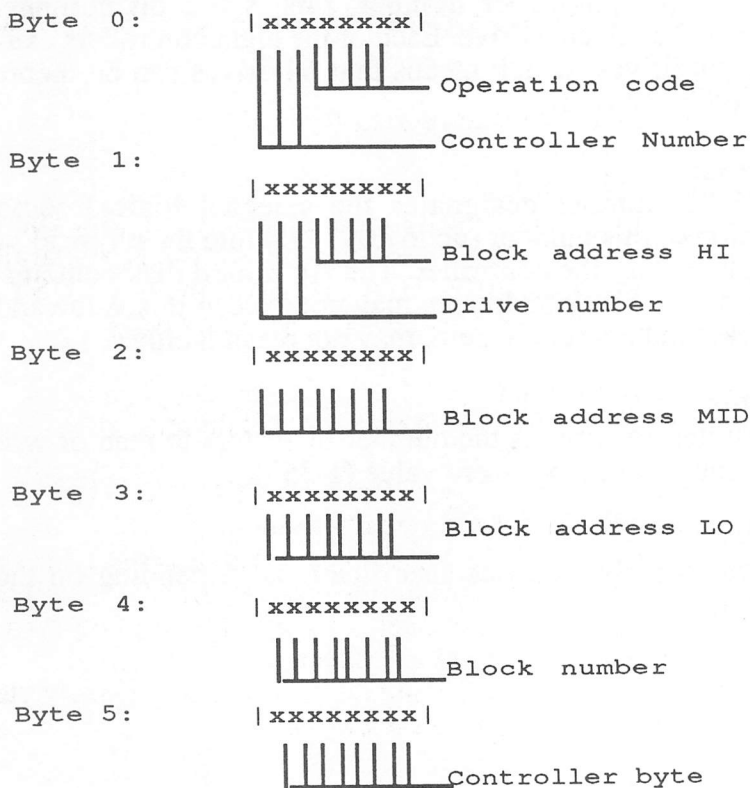 Byte 0: |xxxxxxxx|
Operation code
Controller Number
Byte 1:
|xxxxxxxx|
Block address HI
Drive number
Byte 2: |xxxxxxxx|
Block address MID
Byte 3: |xxxxxxxx|
Block address LO
Byte 4: |xxxxxxxx|
Block number
Byte 5: |xxxxxxxx|
Controller byte